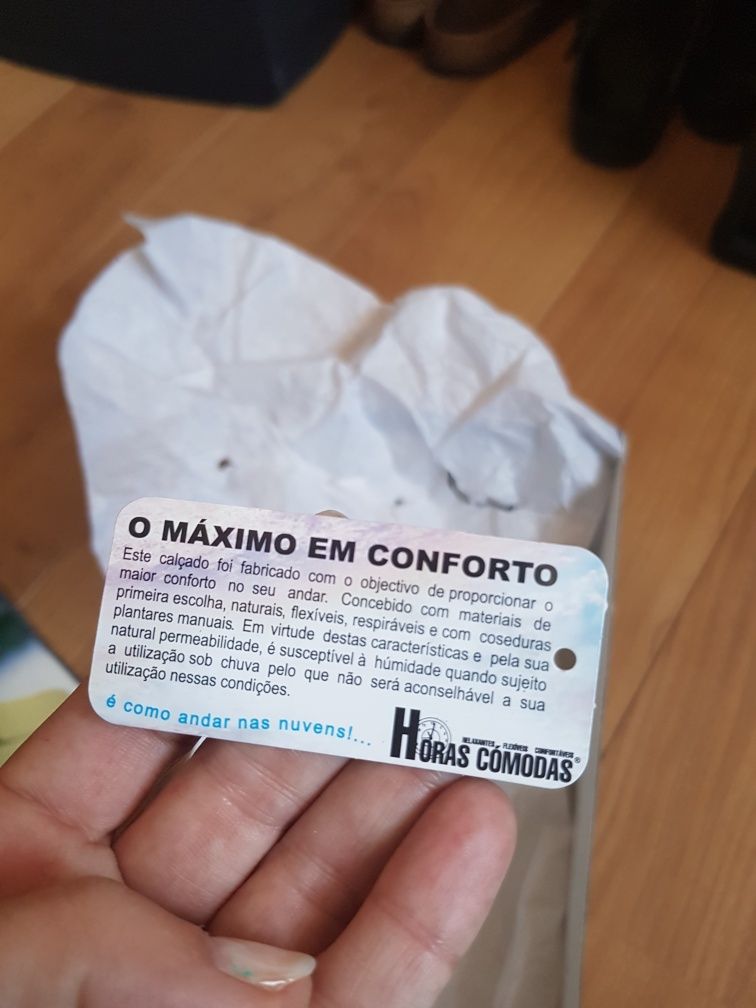 O MÁXIMO EM CONFORTO
Este calçado foi fabricado com o objectivo de proporcionar o
maior conforto no seu andar. Concebido com materiais de
primeira escolha, naturais, flexíveis, respiráveis e com coseduras
plantares manuais. Em virtude destas características e pela sua
natural permeabilidade, é susceptível à húmidade quando sujeito
a utilização sob chuva pelo que não será aconselhável a sua
utilização nessas condições.
é como andar nas nuvens!...
RELAXANTES FLEXÍVEIS CONFORTÁVEIS
HORAS CÓMODAS®